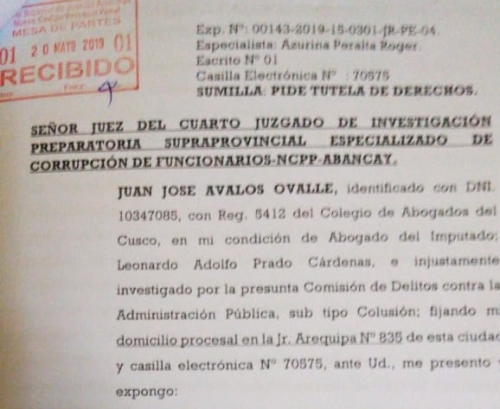 MESA DE PARTES
01 20 MAYO 2019 01
RECIBIDO
Exp. Nº: 00143-2019-15-0301-JR-PE-04.
Especialista: Azurina Peralta Roger.
Escrito Nº 01
Casilla Electrónica Nº : 70575
SUMILLA: PIDE TUTELA DE DERECHOS.
SEÑOR JUEZ DEL CUARTO JUZGADO DE INVESTIGACIÓN
PREPARATORIA SUPRAPROVINCIAL ESPECIALIZADO DE
CORRUPCIÓN DE FUNCIONARIOS-NCPP-ABANCAY.
JUAN JOSE AVALOS OVALLE, identificado con DNI.
10347085, con Reg. 5412 del Colegio de Abogados del
Cusco, en mi condición de Abogado del Imputado;
Leonardo Adolfo Prado Cárdenas, e injustamente
investigado por la presunta Comisión de Delitos contra la
Administración Pública, sub tipo Colusión; fijando mi
domicilio procesal en la Jr. Arequipa Nº 835 de esta ciudad
y casilla electrónica Nº 70575, ante Ud., me presento y
expongo: